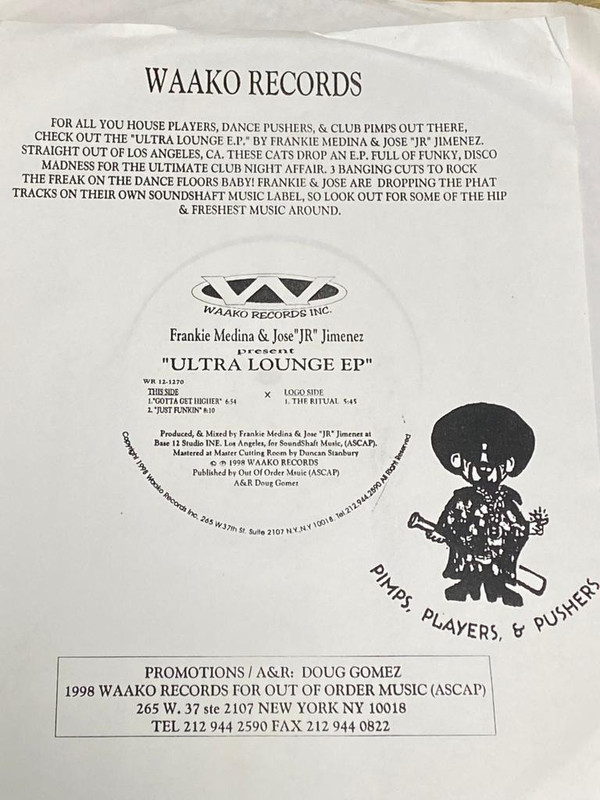 WAAKO RECORDS
FOR ALL YOU HOUSE PLAYERS, DANCE PUSHERS, & CLUB PIMPS OUT THERE,
CHECK OUT THE "ULTRA LOUNGE E.P." BY FRANKIE MEDINA & JOSE "JR" JIMENEZ.
STRAIGHT OUT OF LOS ANGELES, CA. THESE CATS DROP AN E.P. FULL OF FUNKY, DISCO
MADNESS FOR THE ULTIMATE CLUB NIGHT AFFAIR. 3 BANGING CUTS TO ROCK
THE FREAK ON THE DANCE FLOORS BABY! FRANKIE & JOSE ARE DROPPING THE PHAT
TRACKS ON THEIR OWN SOUNDSHAFT MUSIC LABEL, SO LOOK OUT FOR SOME OF THE HIP
& FRESHEST MUSIC AROUND.
W
WAAKO RECORDS INC.
Frankie Medina & Jose"JR" Jimenez
present
"ULTRA LOUNGE EP"
WR 12-1270
THIS SIDE
1."GOTTA GET HIGHER" 6:54
2. "JUST FUNKIN" 8:10
X
LOGO SIDE
1. THE RITUAL 5:45
Produced, & Mixed by Frankie Medina & Jose "JR" Jimenez at
Base 12 Studio INE. Los Angeles, for SoundShaft Music, (ASCAP).
Mastered at Master Cutting Room by Duncan Stanbury
© ℗ 1998 WAAKO RECORDS
Published by Out Of Order Msuic (ASCAP)
A&R Doug Gomez
Copyright 1998 Waako Records Inc. 265 W.37th St. Suite 2107 N.Y.,N.Y 10018. Tel.212.944.2590 All Right Reserved
PIMPS, PLAYERS, & PUSHERS
PROMOTIONS / A&R: DOUG GOMEZ
1998 WAAKO RECORDS FOR OUT OF ORDER MUSIC (ASCAP)
265 W. 37 ste 2107 NEW YORK NY 10018
TEL 212 944 2590 FAX 212 944 0822